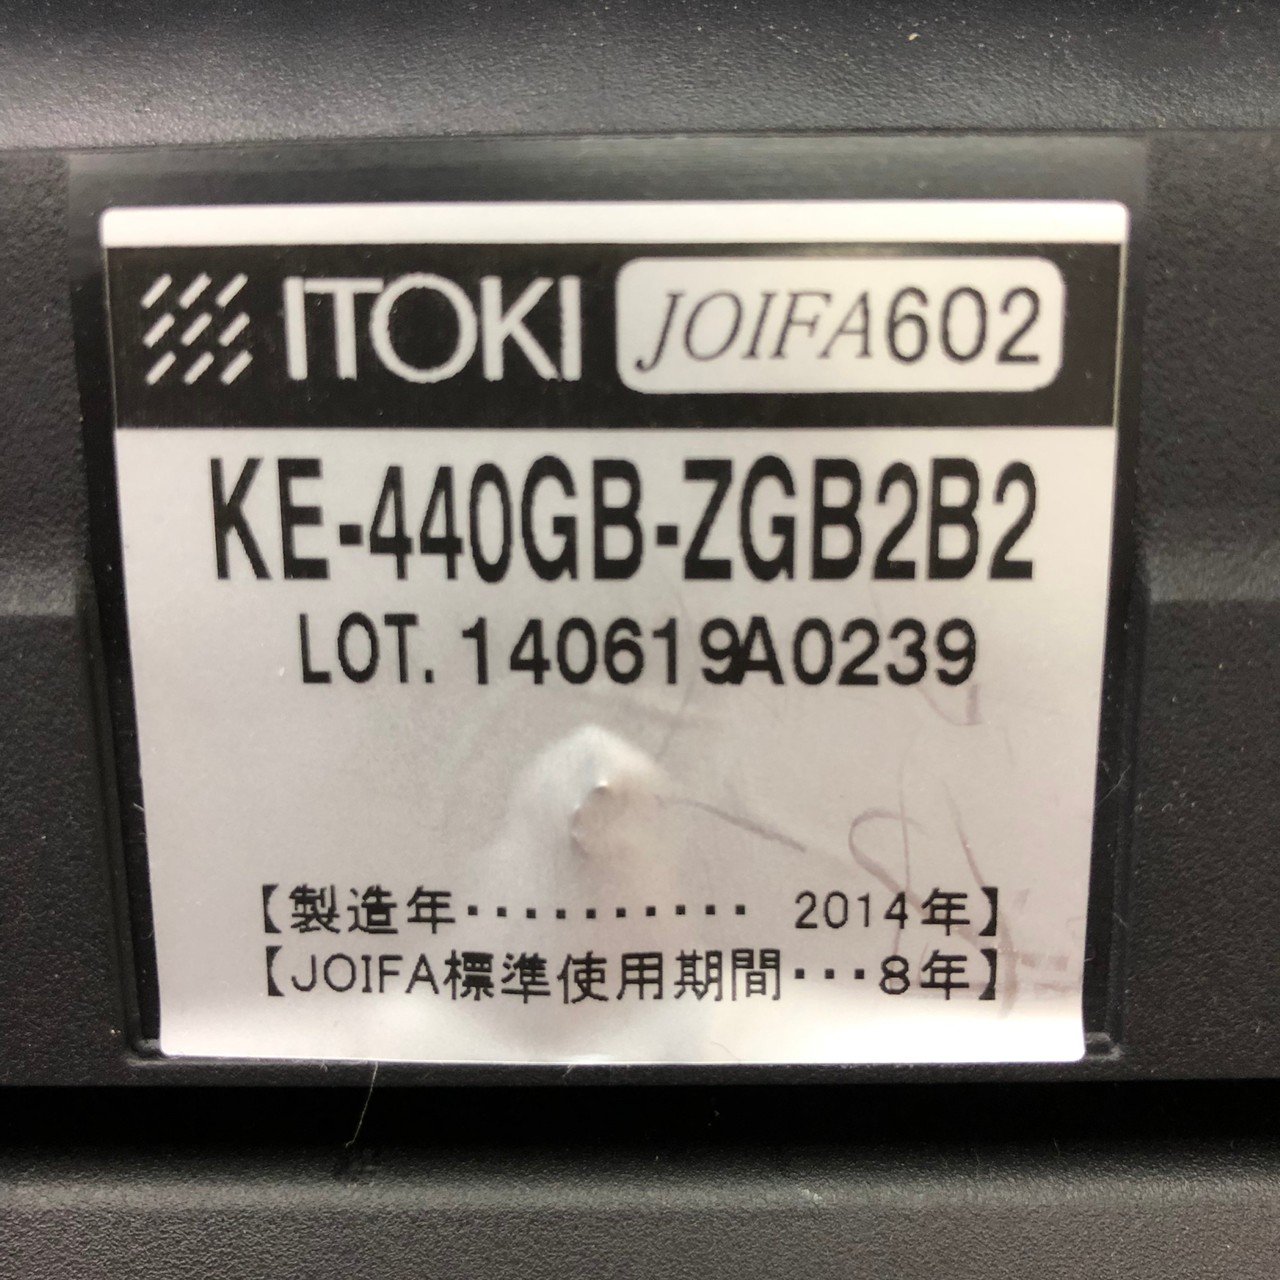 ITOKI JOIFA602
KE-440GB-ZGB2B2
LOT. 140619A0239
【製造年・・・・・・・・・・ 2014年】
【JOIFA標準使用期間・・・8年】